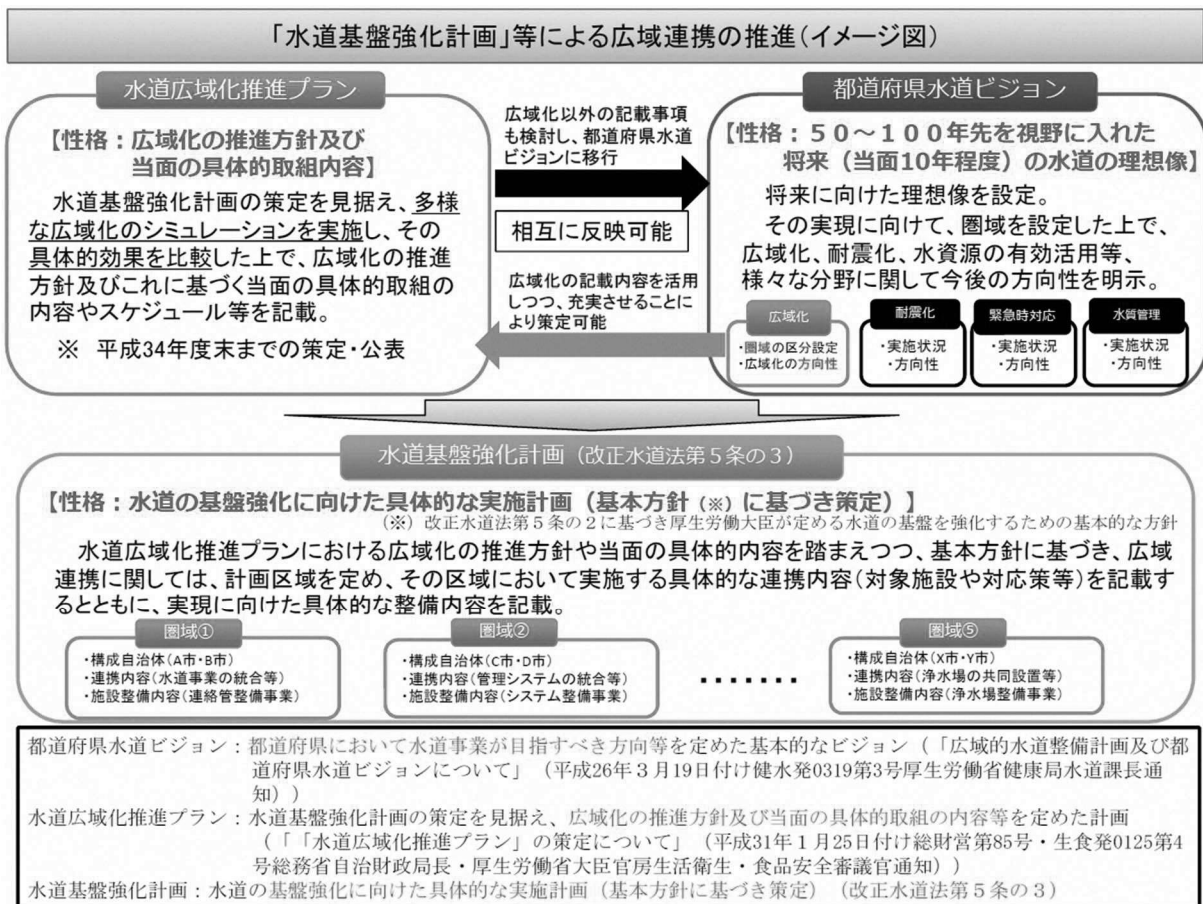 「水道基盤強化計画」等による広域連携の推進(イメージ図)
水道広域化推進プラン
【性格:広域化の推進方針及び
当面の具体的取組内容】
水道基盤強化計画の策定を見据え、多様
な広域化のシミュレーションを実施し、その
具体的効果を比較した上で、広域化の推進
方針及びこれに基づく当面の具体的取組の
内容やスケジュール等を記載。
※ 平成34年度末までの策定・公表
広域化以外の記載事項
も検討し、都道府県水道
ビジョンに移行
相互に反映可能
広域化の記載内容を活用
しつつ、充実させることに
より策定可能
都道府県水道ビジョン
【性格:50~100年先を視野に入れた
将来(当面10年程度)の水道の理想像】
将来に向けた理想像を設定。
その実現に向けて、圏域を設定した上で、
広域化、耐震化、水資源の有効活用等、
様々な分野に関して今後の方向性を明示。
広域化
・圏域の区分設定
・広域化の方向性
耐震化
・実施状況
・方向性
緊急時対応
・実施状況
・方向性
水質管理
・実施状況
・方向性
水道基盤強化計画(改正水道法第5条の3)
【性格:水道の基盤強化に向けた具体的な実施計画(基本方針(※)に基づき策定)】
(※)改正水道法第5条の2に基づき厚生労働大臣が定める水道の基盤を強化するための基本的な方針
水道広域化推進プランにおける広域化の推進方針や当面の具体的内容を踏まえつつ、基本方針に基づき、広域
連携に関しては、計画区域を定め、その区域において実施する具体的な連携内容(対象施設や対応策等)を記載す
るとともに、実現に向けた具体的な整備内容を記載。
圏域①
・構成自治体(A市・B市)
・連携内容(水道事業の統合等)
・施設整備内容(連絡管整備事業)
圏域②
・構成自治体(C市・D市)
・連携内容(管理システムの統合等)
・施設整備内容(システム整備事業)
・・・・・・・
圏域⑤
・構成自治体(X市・Y市)
・連携内容(浄水場の共同設置等)
・施設整備内容(浄水場整備事業)
都道府県水道ビジョン:都道府県において水道事業が目指すべき方向等を定めた基本的なビジョン(「広域的水道整備計画及び都
道府県水道ビジョンについて」(平成26年3月19日付け健水発0319第3号厚生労働省健康局水道課長通
知))
水道広域化推進プラン:水道基盤強化計画の策定を見据え、広域化の推進方針及び当面の具体的取組の内容等を定めた計画
(「「水道広域化推進プラン」の策定について」(平成31年1月25日付け総財営第85号・生食発0125第4
号総務省自治財政局長・厚生労働省大臣官房生活衛生・食品安全審議官通知))
水道基盤強化計画:水道の基盤強化に向けた具体的な実施計画(基本方針に基づき策定)(改正水道法第5条の3)